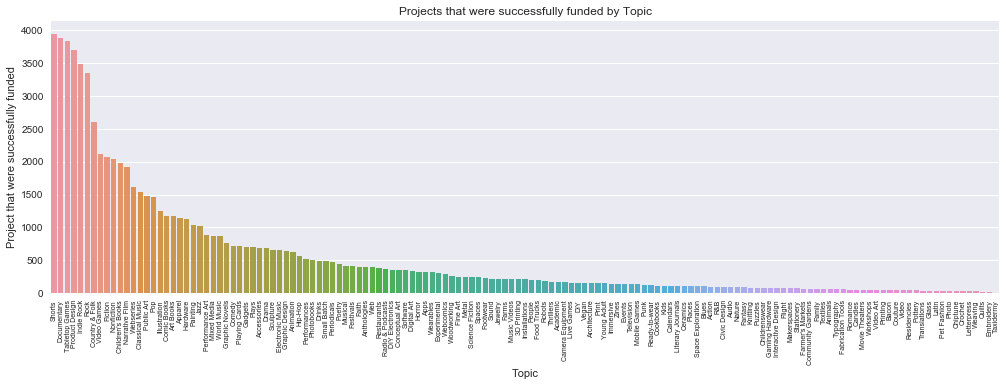 Projects that were successfully funded by Topic
Project that were successfully funded
4000
3500
3000
2500
2000
1500
1000
500
0
Shorts
Documentary
Tabletop Games
Product Design
Indie Rock
Rock
Country & Folk
Video Games
Fiction
Nonfiction
Children's Books
Narrative Film
Webseries
Classical Music
Public Art
Pop
Illustration
Comic Books
Art Books
Apparel
Hardware
Painting
Jazz
Performance Art
Mixed Media
World Music
Graphic Novels
Comedy
Playing Cards
Gadgets
Plays
Accessories
Dance
Sculpture
Electronic Music
Graphic Design
Animation
Hip-Hop
Performances
Photobooks
Drinks
Small Batch
Periodicals
Poetry
Musical
Festivals
Faith
Anthologies
Web
Radio & Podcasts
DIY Electronics
Conceptual Art
Software
Digital Art
Horror
Apps
Wearables
Experimental
Webcomics
Woodworking
Fine Art
Metal
Science Fiction
Spaces
Footwear
Blues
Jewelry
Farms
Music Videos
3D Printing
Installations
People
Food Trucks
Robots
Thrillers
Academic
Camera Equipment
Live Games
DIY
Vegan
Architecture
Print
Young Adult
Immersive
Zines
Events
Television
Mobile Games
Punk
Ready-to-wear
Cookbooks
Kids
Calendars
Literary Journals
Ceramics
Places
Space Exploration
Action
R&B
Civic Design
Audio
Nature
Fantasy
Knitting
Puzzles
Childrenswear
Gaming Hardware
Interactive Design
Flight
Makerspaces
Stationery
Farmer's Markets
Community Gardens
Family
Textiles
Animals
Typography
Fabrication Tools
Romance
Candles
Movie Theaters
Workshops
Video Art
Printing
Bacon
Couture
Video
Residencies
Pottery
Translations
Glass
Latin
Pet Fashion
Photo
Chiptune
Crochet
Letterpress
Weaving
Quilts
Embroidery
Taxidermy
Topic